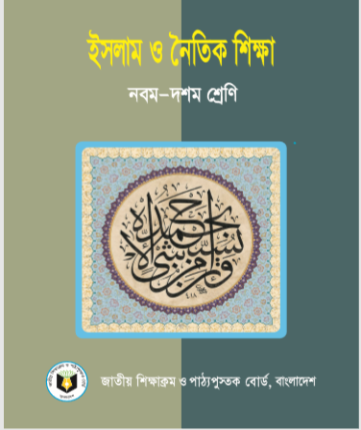 ইসলাম ও নৈতিক শিক্ষা
নবম-দশম শ্রেণি
وَإِن مِّن شَيْءٍ إِلَّا يُسَبِّحُ بِحَمْدِهِ
জাতীয় শিক্ষাক্রম ও পাঠ্যপুস্তক বোর্ড, বাংলাদেশ